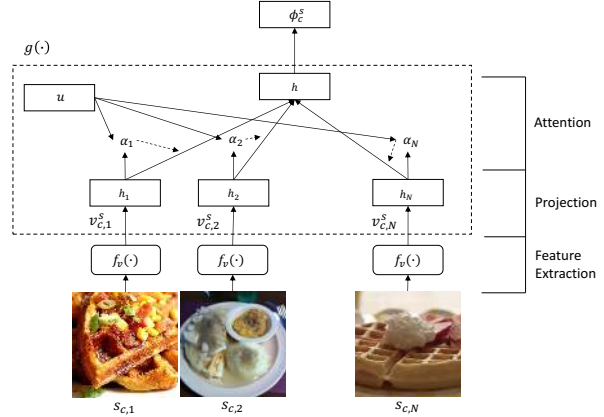 ϕ_c^s
g(·)
h
u
α_1
α_2
α_N
Attention
h_1
h_2
h_N
Projection
v_{c,1}^s
v_{c,2}^s
v_{c,N}^s
f_v(·)
f_v(·)
f_v(·)
Feature
Extraction
s_{c,1}
s_{c,2}
s_{c,N}